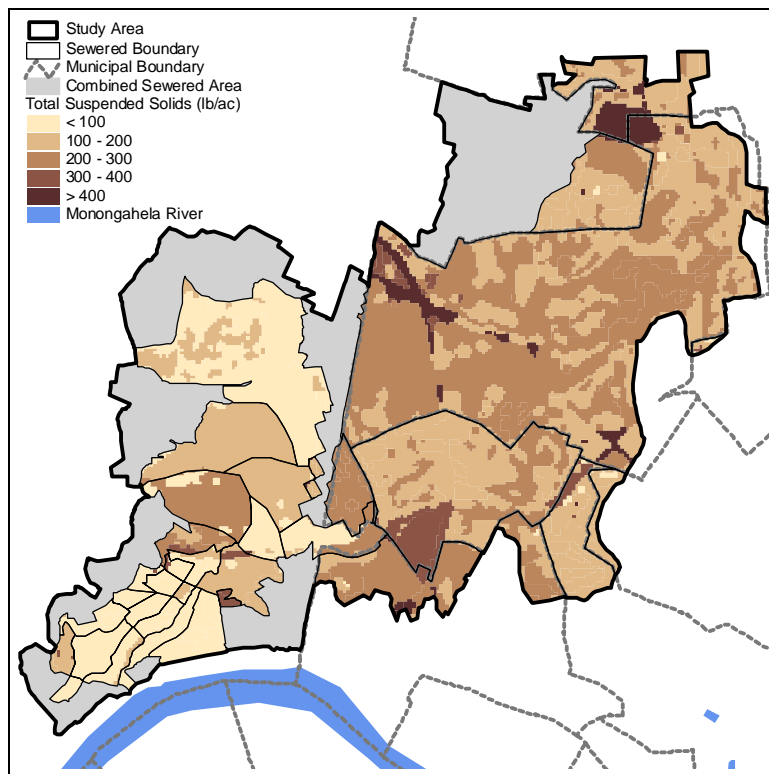 Study Area
Sewered Boundary
Municipal Boundary
Combined Sewered Area
Total Suspended Solids (lb/ac)
< 100
100 - 200
200 - 300
300 - 400
> 400
Monongahela River